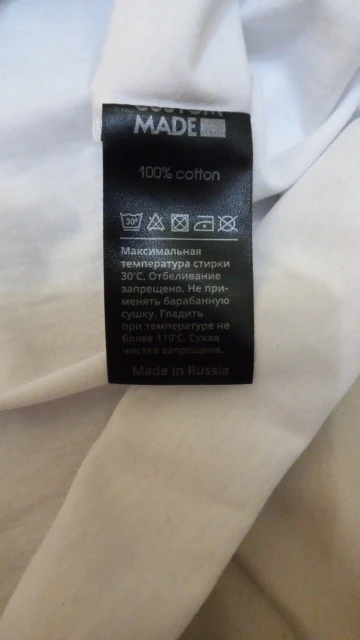 CUSTOM
MADE
100% cotton
30°
Максимальная
температура стирки
30°С. Отбеливание
запрещено. Не при-
менять барабанную
сушку. Гладить
при температуре не
более 110°С. Сухая
чистка запрещена.
Made in Russia